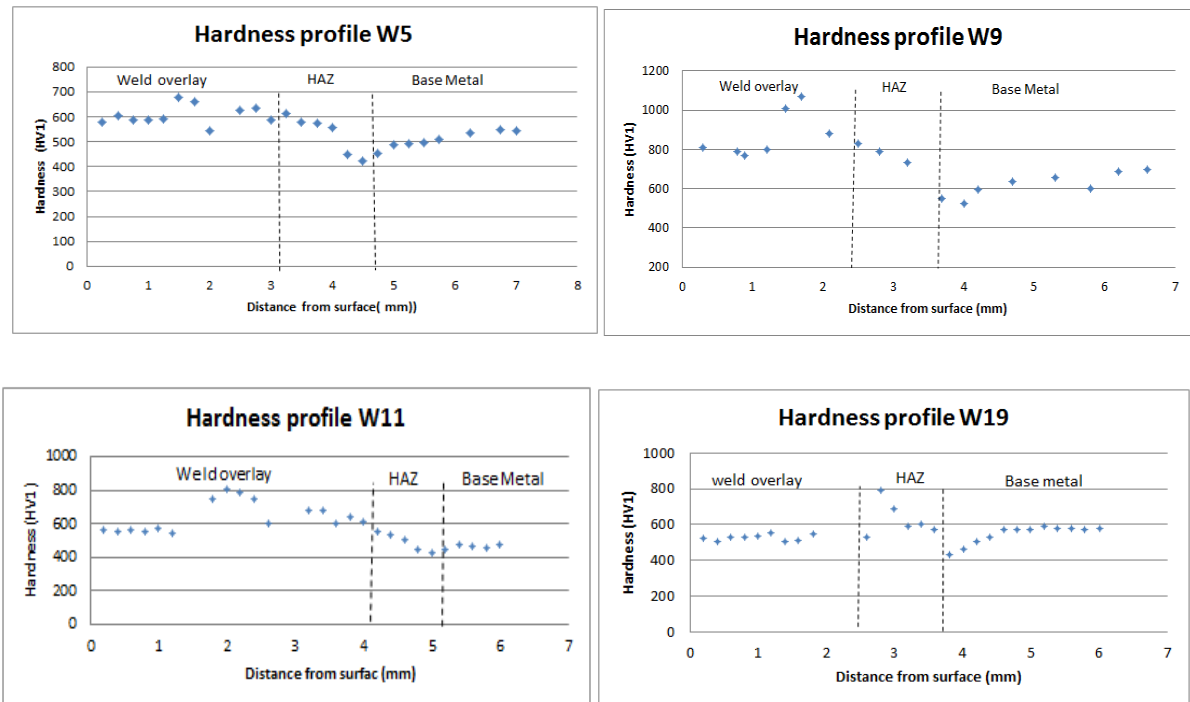 Hardness profile W5
800
700
600
500
400
300
200
100
0
Weld overlay HAZ Base Metal
Hardness (HV1)
0 1 2 3 4 5 6 7 8
Distance from surface( mm))
Hardness profile W9
1200
1000
800
600
400
200
Weld overlay HAZ Base Metal
Hardness (HV1)
0 1 2 3 4 5 6 7
Distance from surface (mm)
Hardness profile W11
1000
800
600
400
200
0
Weld overlay HAZ Base Metal
Hardness (HV1 )
0 1 2 3 4 5 6 7
Distance from surfac (mm)
Hardness profile W19
1000
800
600
400
200
0
weld overlay HAZ Base metal
Hardness (HV1)
0 1 2 3 4 5 6 7
Distance from surface (mm)